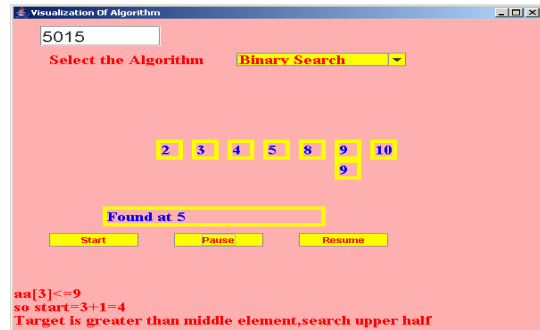 Visualization Of Algorithm
5015
Select the Algorithm Binary Search
2 3 4 5 8 9 10
9
Found at 5
Start Pause Resume
aa[3]<=9
so start=3+1=4
Target is greater than middle element,search upper half